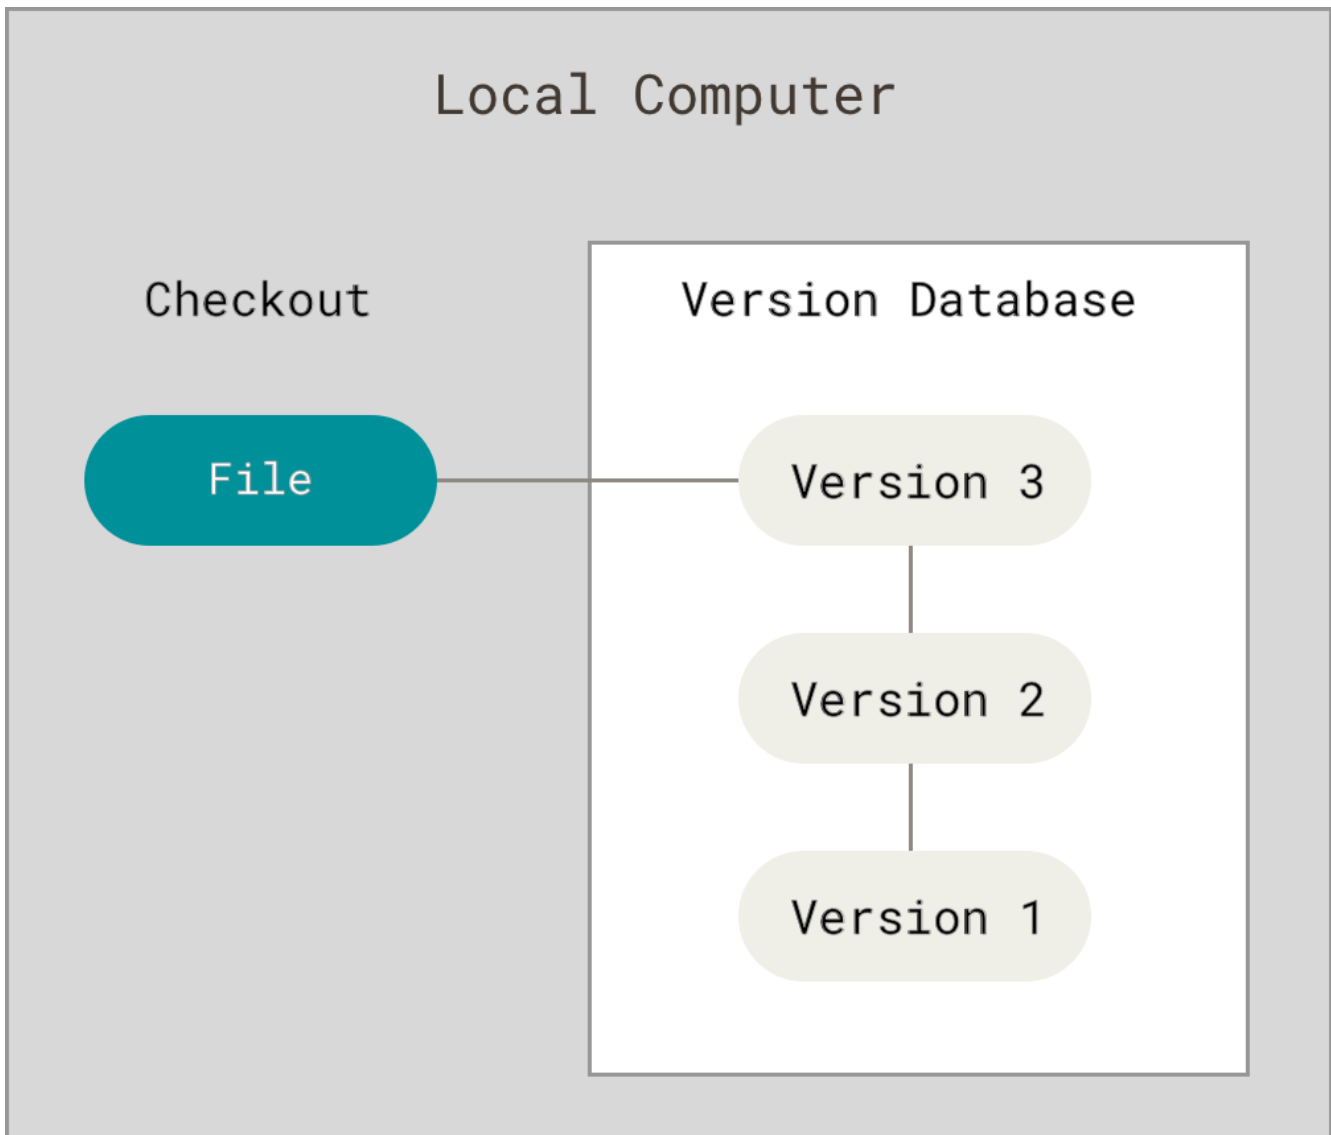 Local Computer
Checkout
Version Database
File
Version 3
Version 2
Version 1